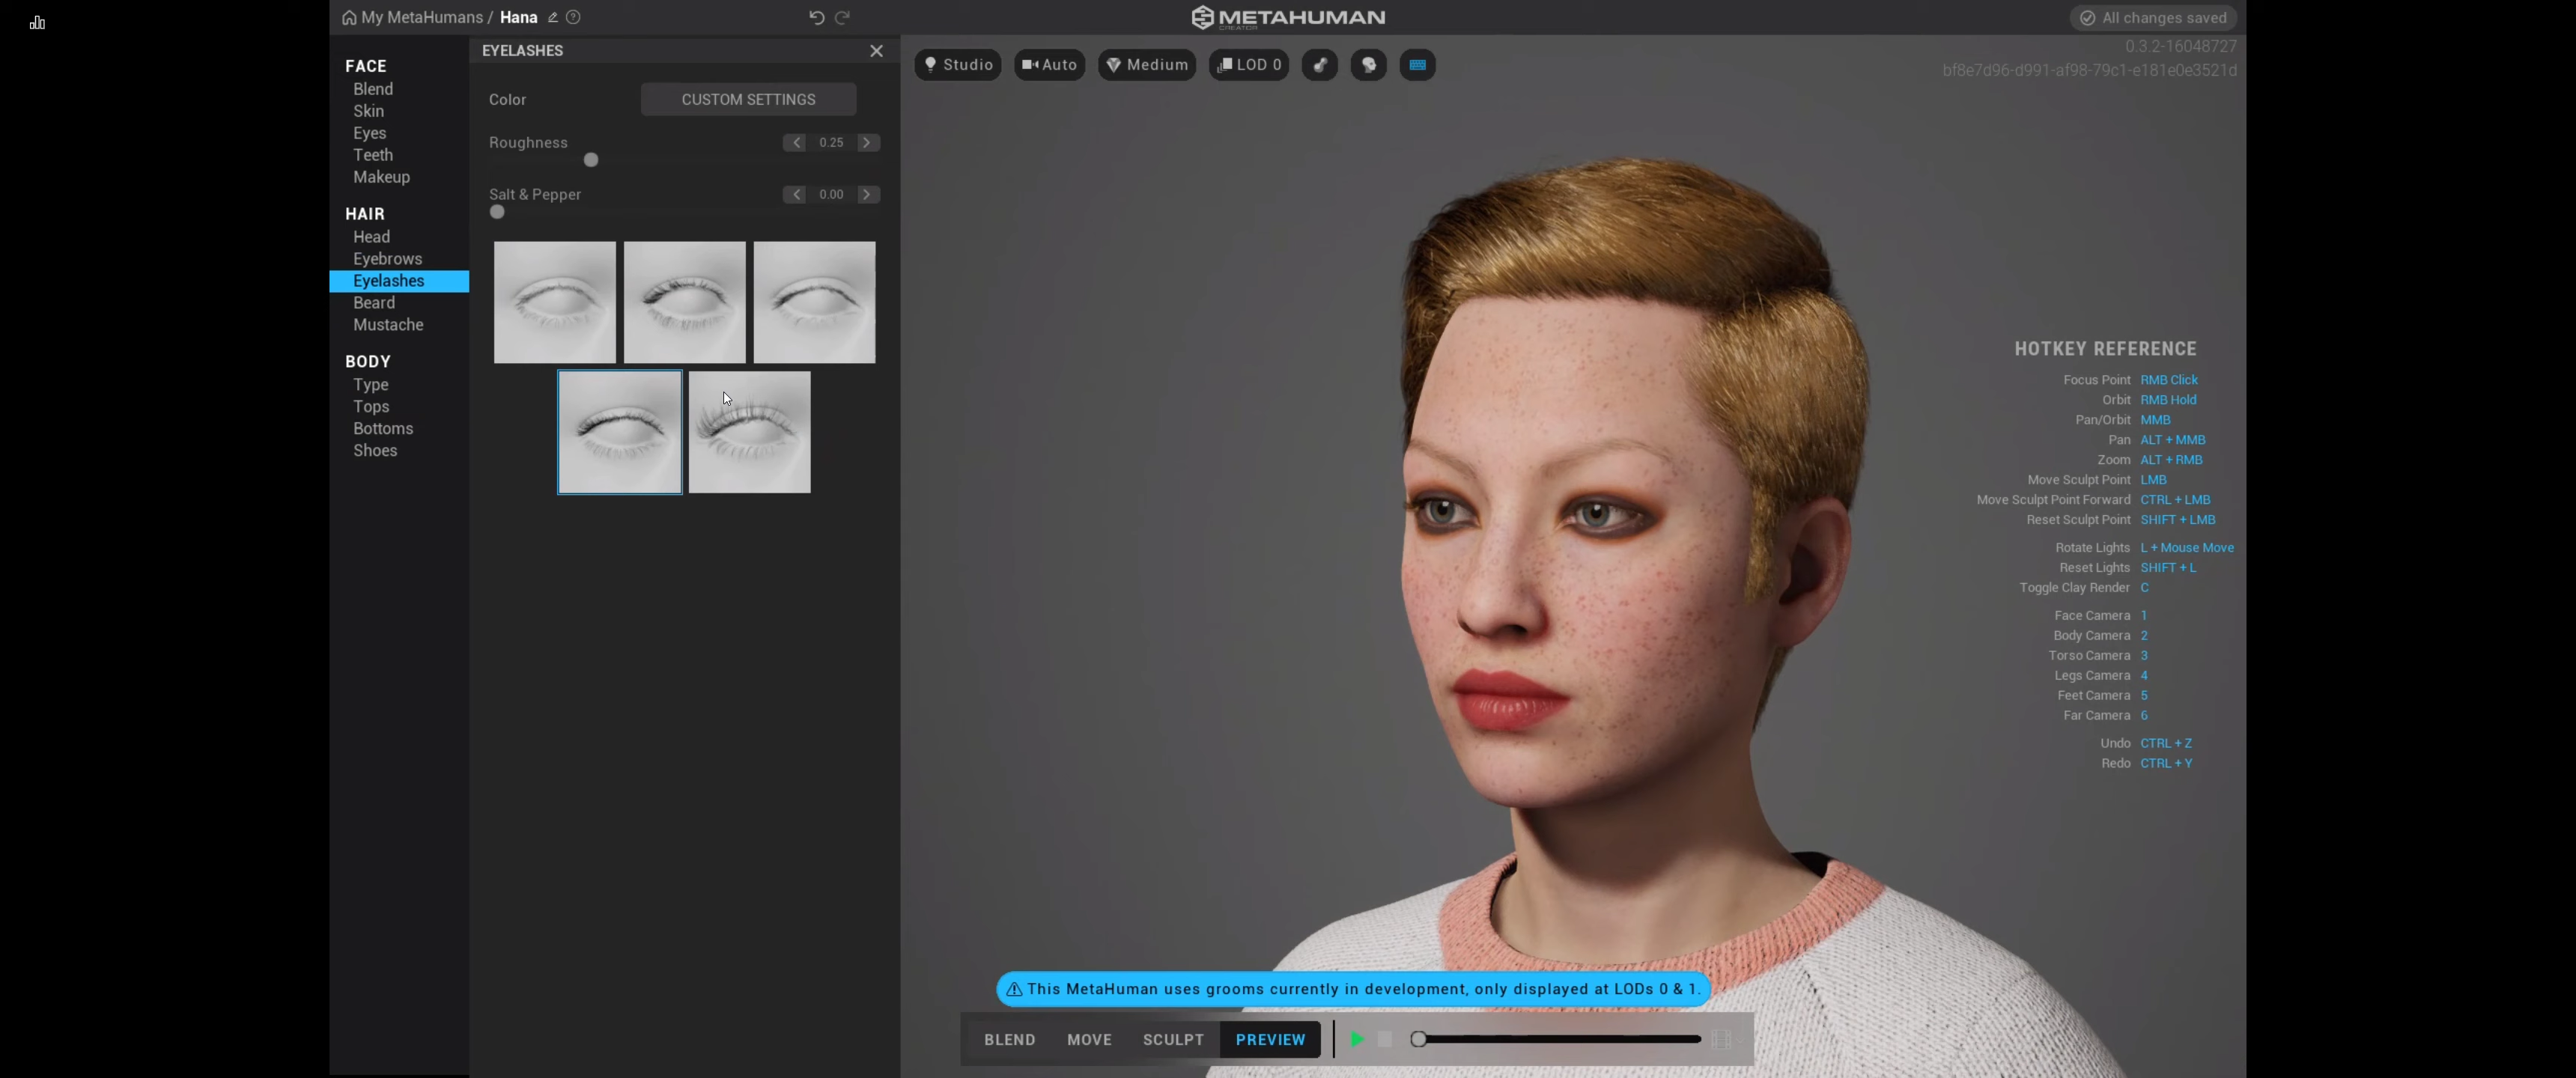 My MetaHumans / Hana
METAHUMAN
CREATOR
All changes saved
0.3.2-16048727
bf8e7d96-d991-af98-79c1-e181e0e3521d
FACE
Blend
Skin
Eyes
Teeth
Makeup
HAIR
Head
Eyebrows
Eyelashes
Beard
Mustache
BODY
Type
Tops
Bottoms
Shoes
EYELASHES
Color CUSTOM SETTINGS
Roughness 0.25
Salt & Pepper 0.00
Studio Auto Medium LOD 0
HOTKEY REFERENCE
Focus Point RMB Click
Orbit RMB Hold
Pan/Orbit MMB
Pan ALT + MMB
Zoom ALT + RMB
Move Sculpt Point LMB
Move Sculpt Point Forward CTRL + LMB
Reset Sculpt Point SHIFT + LMB
Rotate Lights L + Mouse Move
Reset Lights SHIFT + L
Toggle Clay Render C
Face Camera 1
Body Camera 2
Torso Camera 3
Legs Camera 4
Feet Camera 5
Far Camera 6
Undo CTRL + Z
Redo CTRL + Y
This MetaHuman uses grooms currently in development, only displayed at LODs 0 & 1.
BLEND MOVE SCULPT PREVIEW